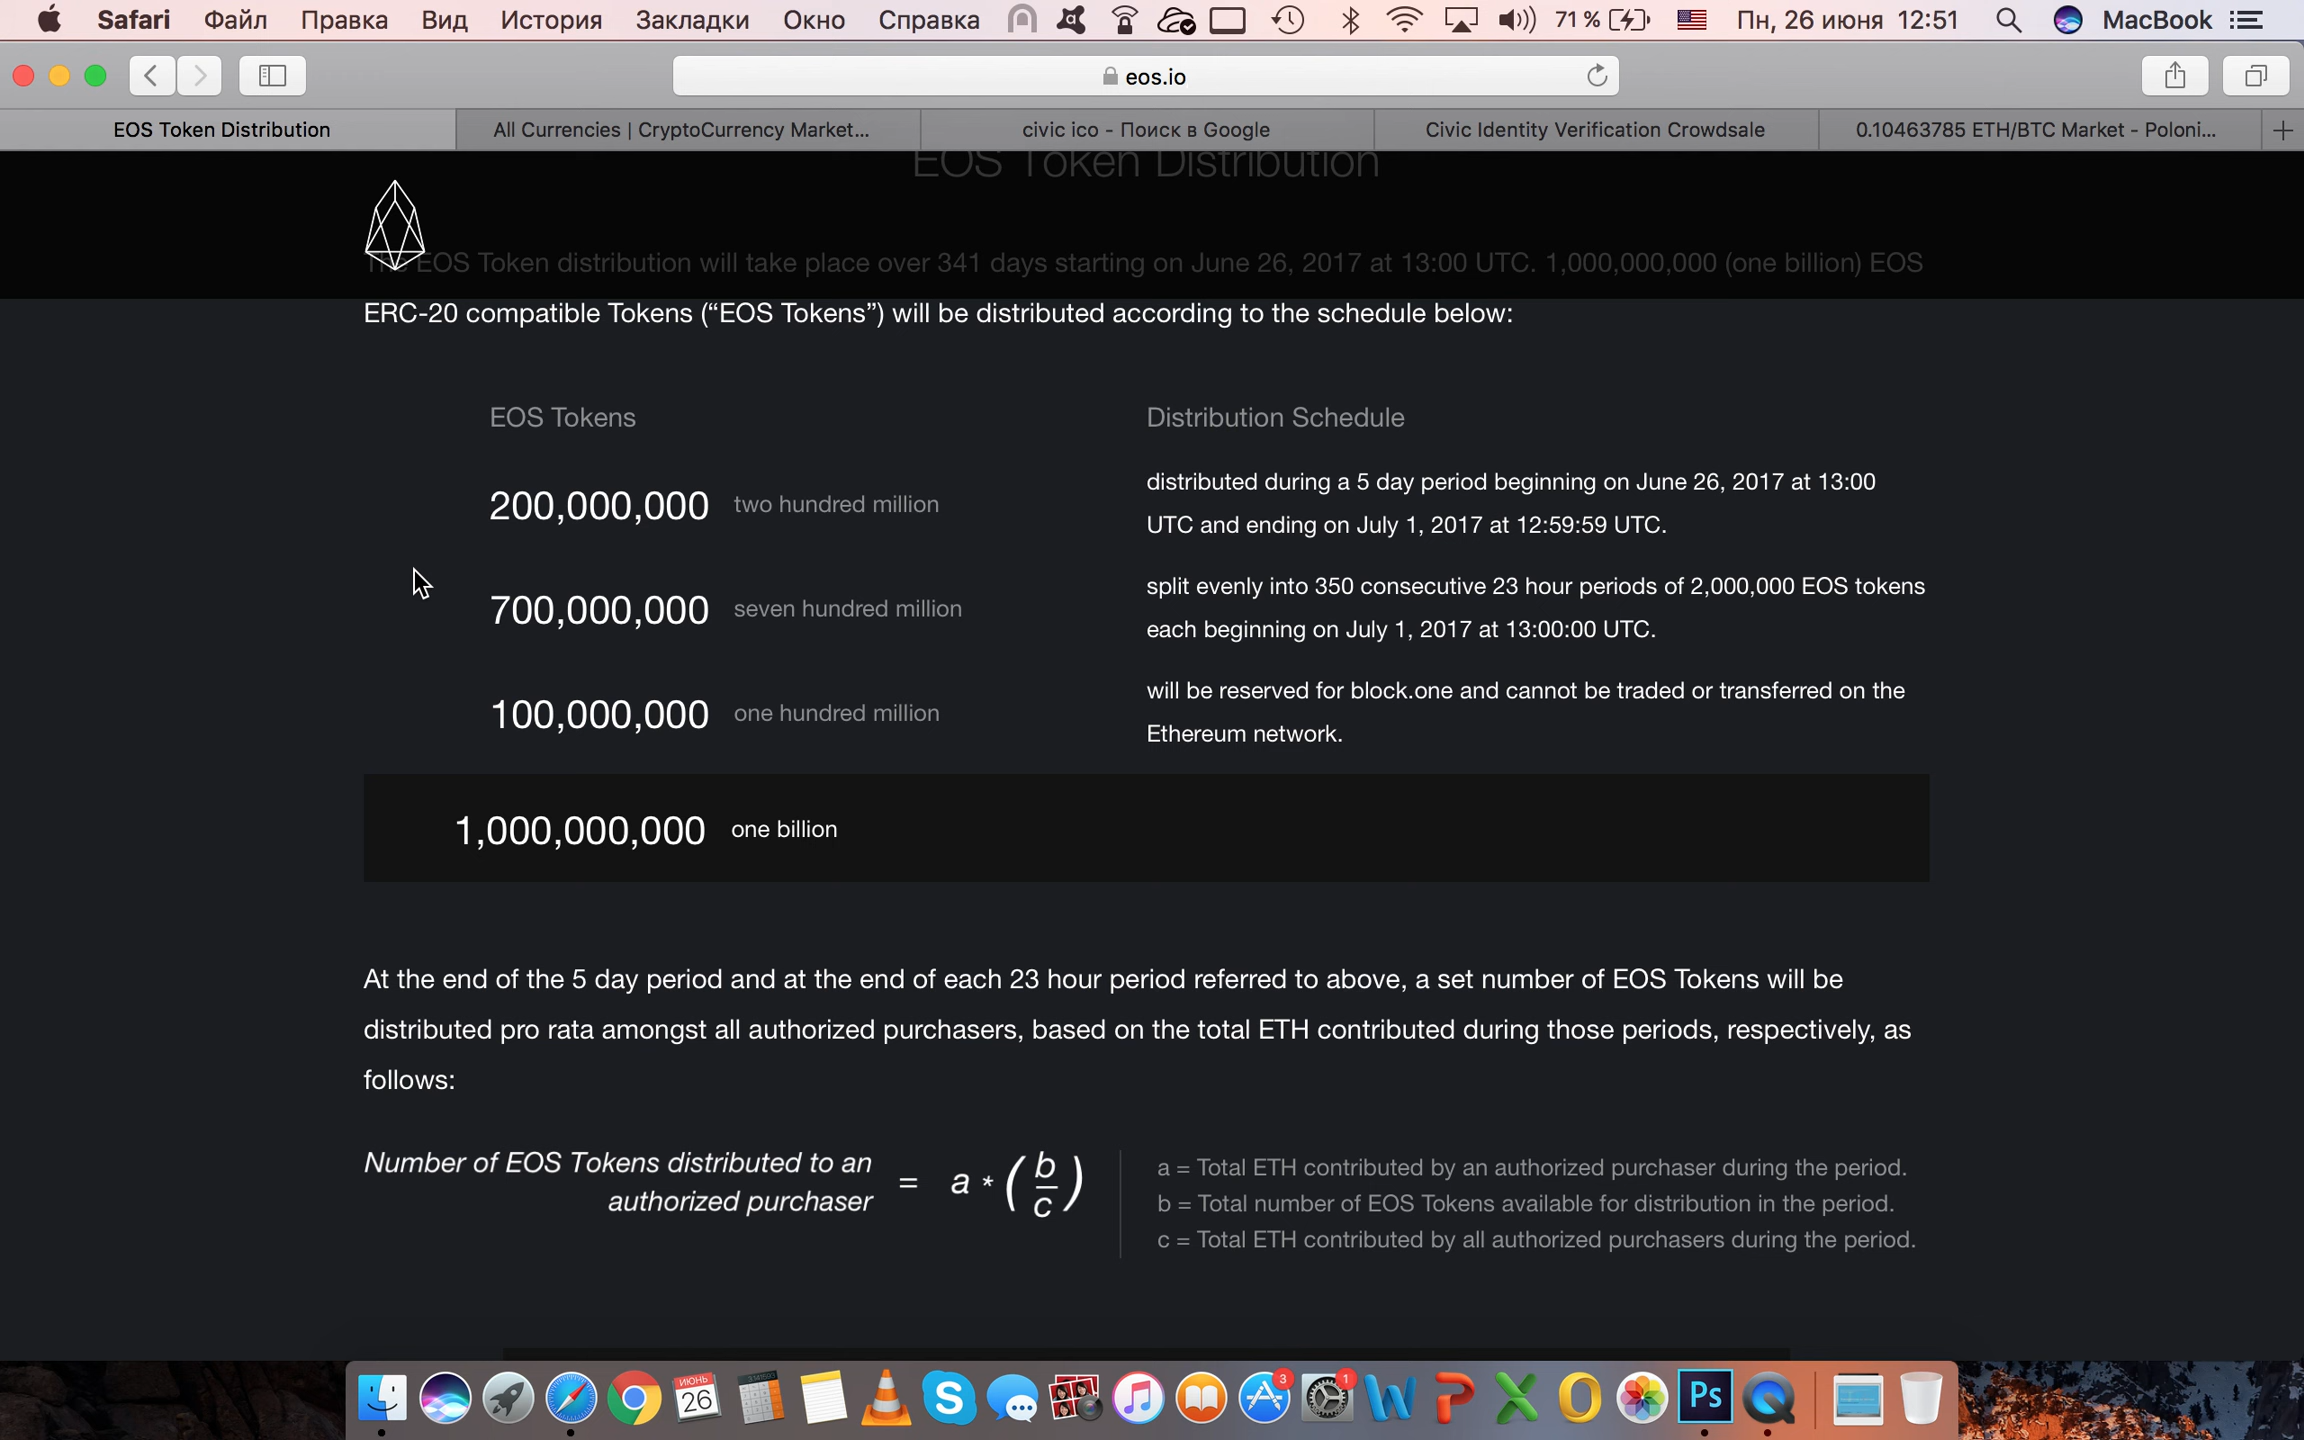 Safari Файл Правка Вид История Закладки Окно Справка 71 % Пн, 26 июня 12:51 MacBook
eos.io
EOS Token Distribution All Currencies | CryptoCurrency Market... civic ico - Поиск в Google Civic Identity Verification Crowdsale 0.10463785 ETH/BTC Market - Poloni...
EOS Token Distribution
The EOS Token distribution will take place over 341 days starting on June 26, 2017 at 13:00 UTC. 1,000,000,000 (one billion) EOS
ERC-20 compatible Tokens (“EOS Tokens”) will be distributed according to the schedule below:
EOS Tokens Distribution Schedule
200,000,000 two hundred million
distributed during a 5 day period beginning on June 26, 2017 at 13:00
UTC and ending on July 1, 2017 at 12:59:59 UTC.
700,000,000 seven hundred million
split evenly into 350 consecutive 23 hour periods of 2,000,000 EOS tokens
each beginning on July 1, 2017 at 13:00:00 UTC.
100,000,000 one hundred million
will be reserved for block.one and cannot be traded or transferred on the
Ethereum network.
1,000,000,000 one billion
At the end of the 5 day period and at the end of each 23 hour period referred to above, a set number of EOS Tokens will be
distributed pro rata amongst all authorized purchasers, based on the total ETH contributed during those periods, respectively, as
follows:
Number of EOS Tokens distributed to an
authorized purchaser
= a * ( b
c )
a = Total ETH contributed by an authorized purchaser during the period.
b = Total number of EOS Tokens available for distribution in the period.
c = Total ETH contributed by all authorized purchasers during the period.
ИЮНЬ
26
3
1
Ps